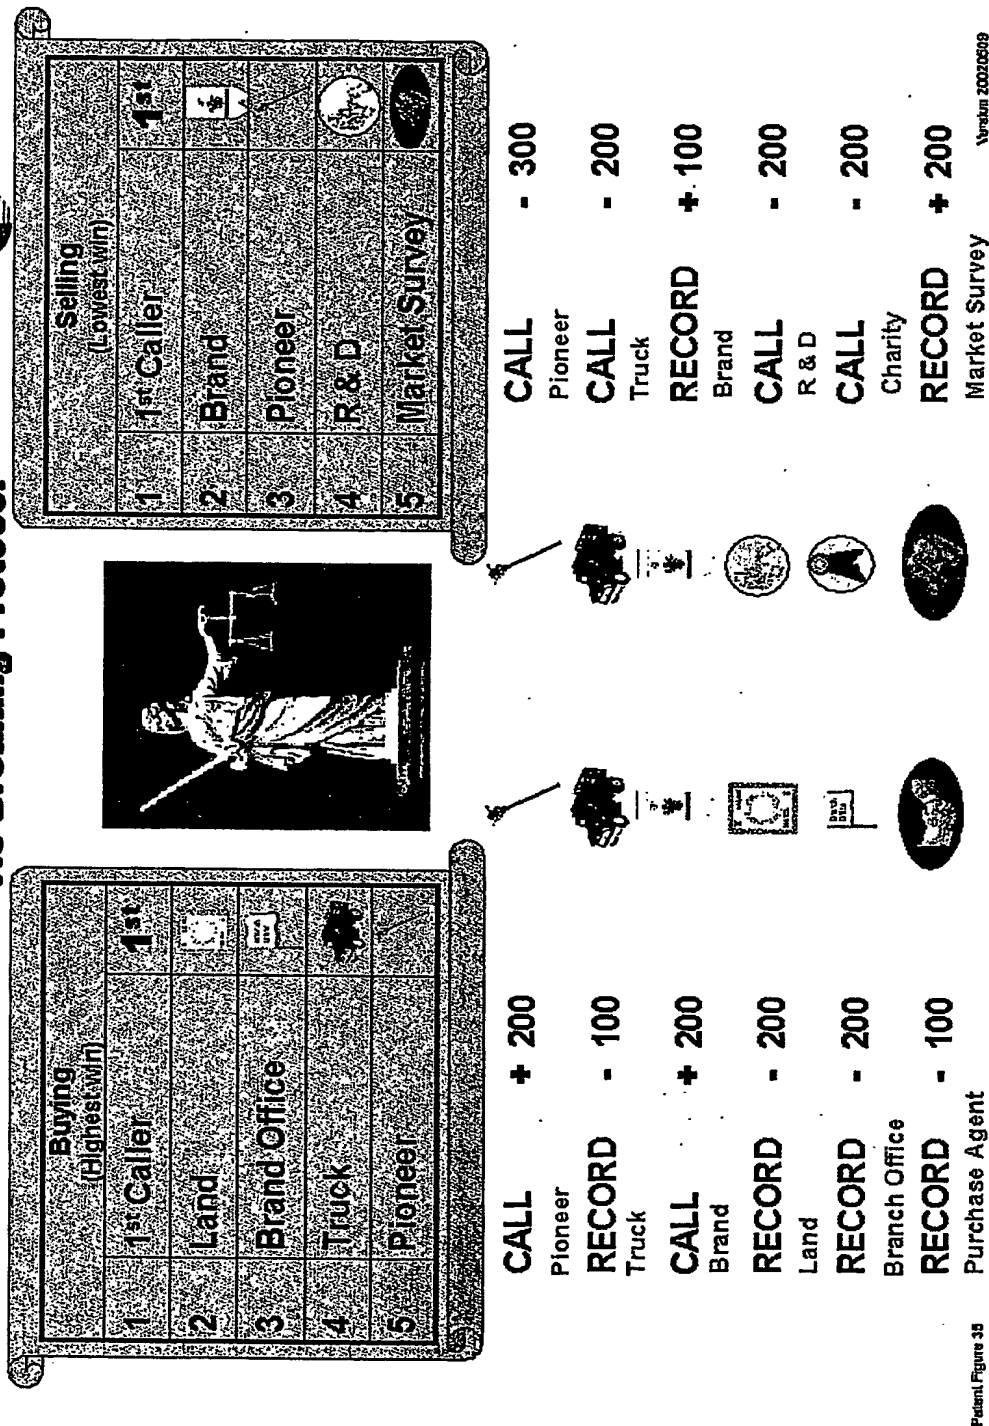 Buying
(Highest win)
1 1st Caller 1st
2 Land
3 Brand Office
4 Truck
5 Pioneer
Selling
(Lowest win)
1 1st Caller 1st
2 Brand
3 Pioneer
4 R & D
5 Market Survey
CALL + 200
Pioneer
RECORD - 100
Truck
CALL + 200
Brand
RECORD - 200
Land
RECORD - 200
Branch Office
RECORD - 100
Purchase Agent
CALL - 300
Pioneer
CALL - 200
Truck
RECORD + 100
Brand
CALL - 200
R & D
CALL - 200
Charity
RECORD + 200
Market Survey
Patent Figure 35
Version 20020609